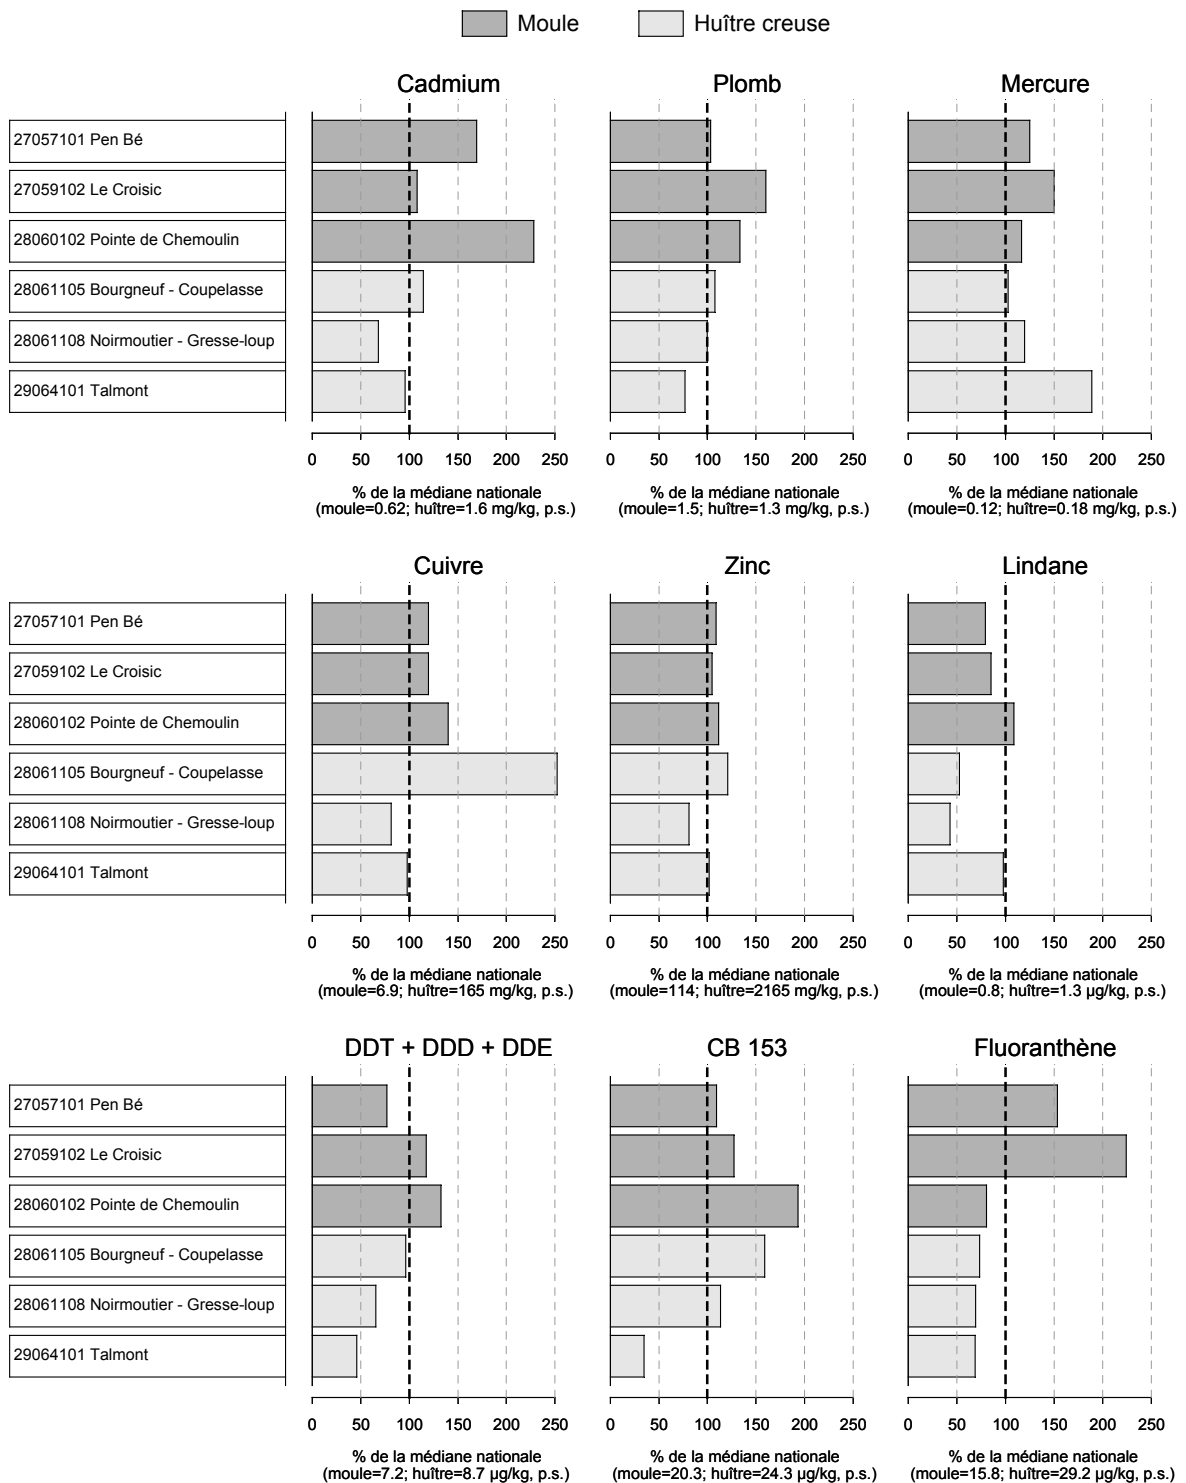 Moule Huître creuse
Cadmium Plomb Mercure
27057101 Pen Bé
27059102 Le Croisic
28060102 Pointe de Chemoulin
28061105 Bourgneuf - Coupelasse
28061108 Noirmoutier - Gresse-loup
29064101 Talmont
0 50 100 150 200 250 0 50 100 150 200 250 0 50 100 150 200 250
% de la médiane nationale % de la médiane nationale % de la médiane nationale
(moule=0.62; huître=1.6 mg/kg, p.s.) (moule=1.5; huître=1.3 mg/kg, p.s.) (moule=0.12; huître=0.18 mg/kg, p.s.)
Cuivre Zinc Lindane
27057101 Pen Bé
27059102 Le Croisic
28060102 Pointe de Chemoulin
28061105 Bourgneuf - Coupelasse
28061108 Noirmoutier - Gresse-loup
29064101 Talmont
0 50 100 150 200 250 0 50 100 150 200 250 0 50 100 150 200 250
% de la médiane nationale % de la médiane nationale % de la médiane nationale
(moule=6.9; huître=165 mg/kg, p.s.) (moule=114; huître=2165 mg/kg, p.s.) (moule=0.8; huître=1.3 µg/kg, p.s.)
DDT + DDD + DDE CB 153 Fluoranthène
27057101 Pen Bé
27059102 Le Croisic
28060102 Pointe de Chemoulin
28061105 Bourgneuf - Coupelasse
28061108 Noirmoutier - Gresse-loup
29064101 Talmont
0 50 100 150 200 250 0 50 100 150 200 250 0 50 100 150 200 250
% de la médiane nationale % de la médiane nationale % de la médiane nationale
(moule=7.2; huître=8.7 µg/kg, p.s.) (moule=20.3; huître=24.3 µg/kg, p.s.) (moule=15.8; huître=29.2 µg/kg, p.s.)